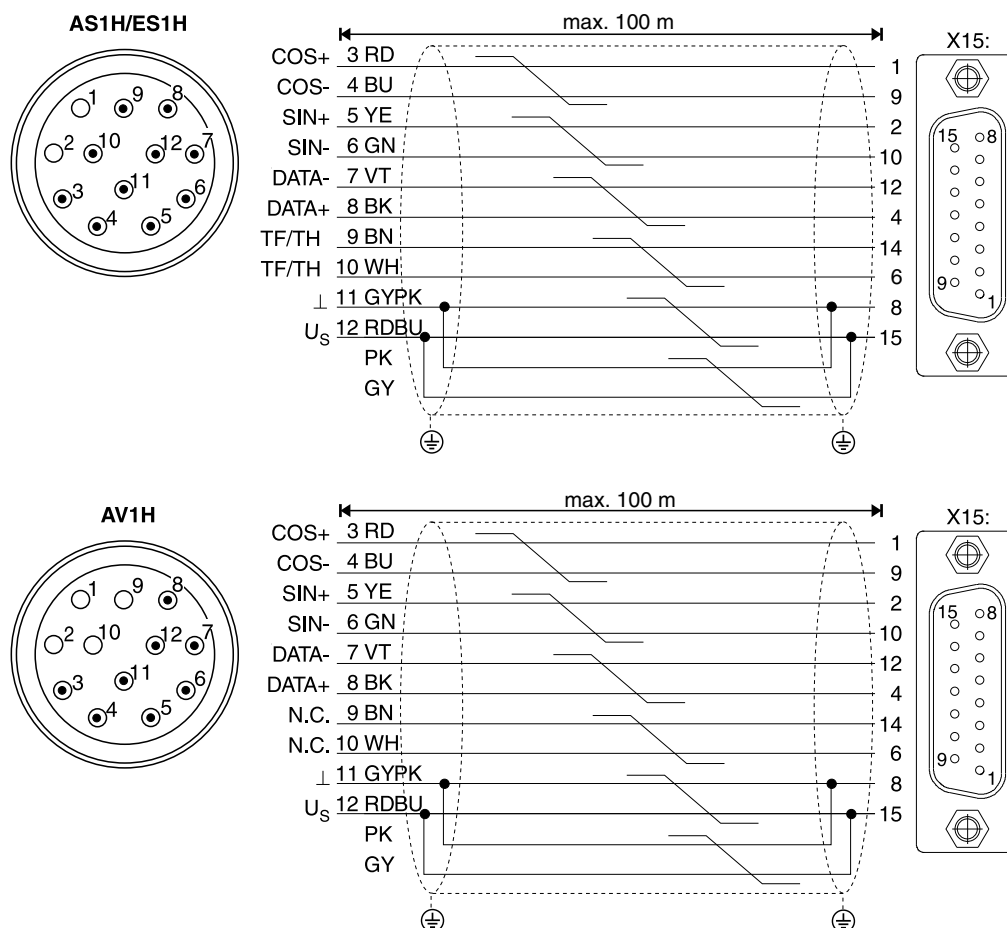 AS1H/ES1H
1 9 8
2 10 12 7
11
3 6
4 5
max. 100 m
X15:
COS+ 3 RD 1
COS- 4 BU 9
SIN+ 5 YE 2
SIN- 6 GN 10
DATA- 7 VT 12
DATA+ 8 BK 4
TF/TH 9 BN 14
TF/TH 10 WH 6
⊥ 11 GYPK 8
US 12 RDBU 15
PK
GY
15 8
9 1
AV1H
1 9 8
2 10 12 7
11
3 6
4 5
max. 100 m
X15:
COS+ 3 RD 1
COS- 4 BU 9
SIN+ 5 YE 2
SIN- 6 GN 10
DATA- 7 VT 12
DATA+ 8 BK 4
N.C. 9 BN 14
N.C. 10 WH 6
⊥ 11 GYPK 8
US 12 RDBU 15
PK
GY
15 8
9 1